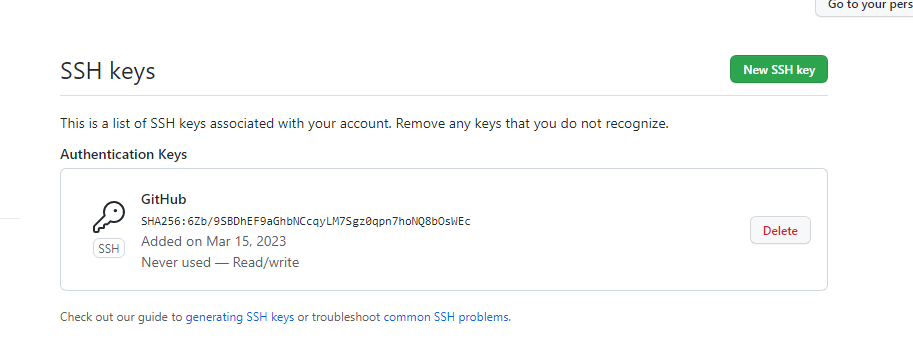 Go to your pers
SSH keys
New SSH key
This is a list of SSH keys associated with your account. Remove any keys that you do not recognize.
Authentication Keys
GitHub
SHA256:6Zb/9SBDhEF9aGhbNCcqyLM7Sgz0qpn7hoNQ8bOsWEc
Added on Mar 15, 2023
Never used — Read/write
SSH
Delete
Check out our guide to generating SSH keys or troubleshoot common SSH problems.